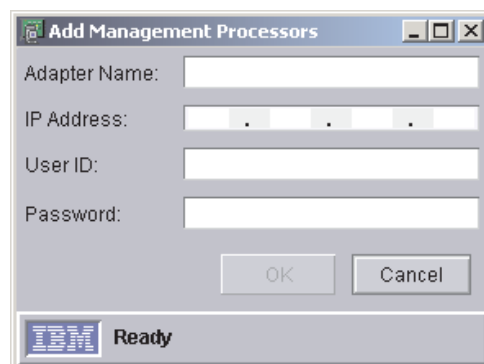 Add Management Processors
Adapter Name:
IP Address: . . .
User ID:
Password:
OK Cancel
IBM Ready